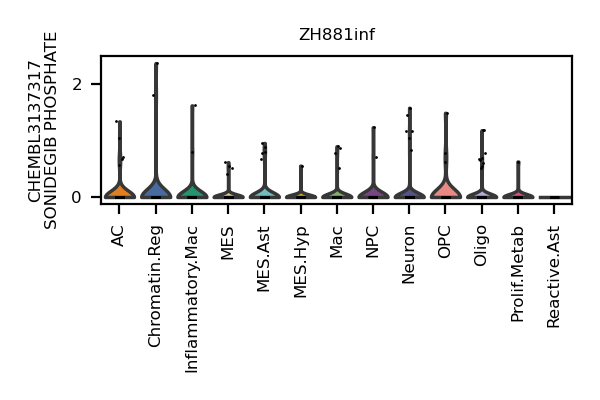 ZH881inf
CHEMBL3137317
SONIDEGIB PHOSPHATE
2
0
AC
Chromatin.Reg
Inflammatory.Mac
MES
MES.Ast
MES.Hyp
Mac
NPC
Neuron
OPC
Oligo
Prolif.Metab
Reactive.Ast